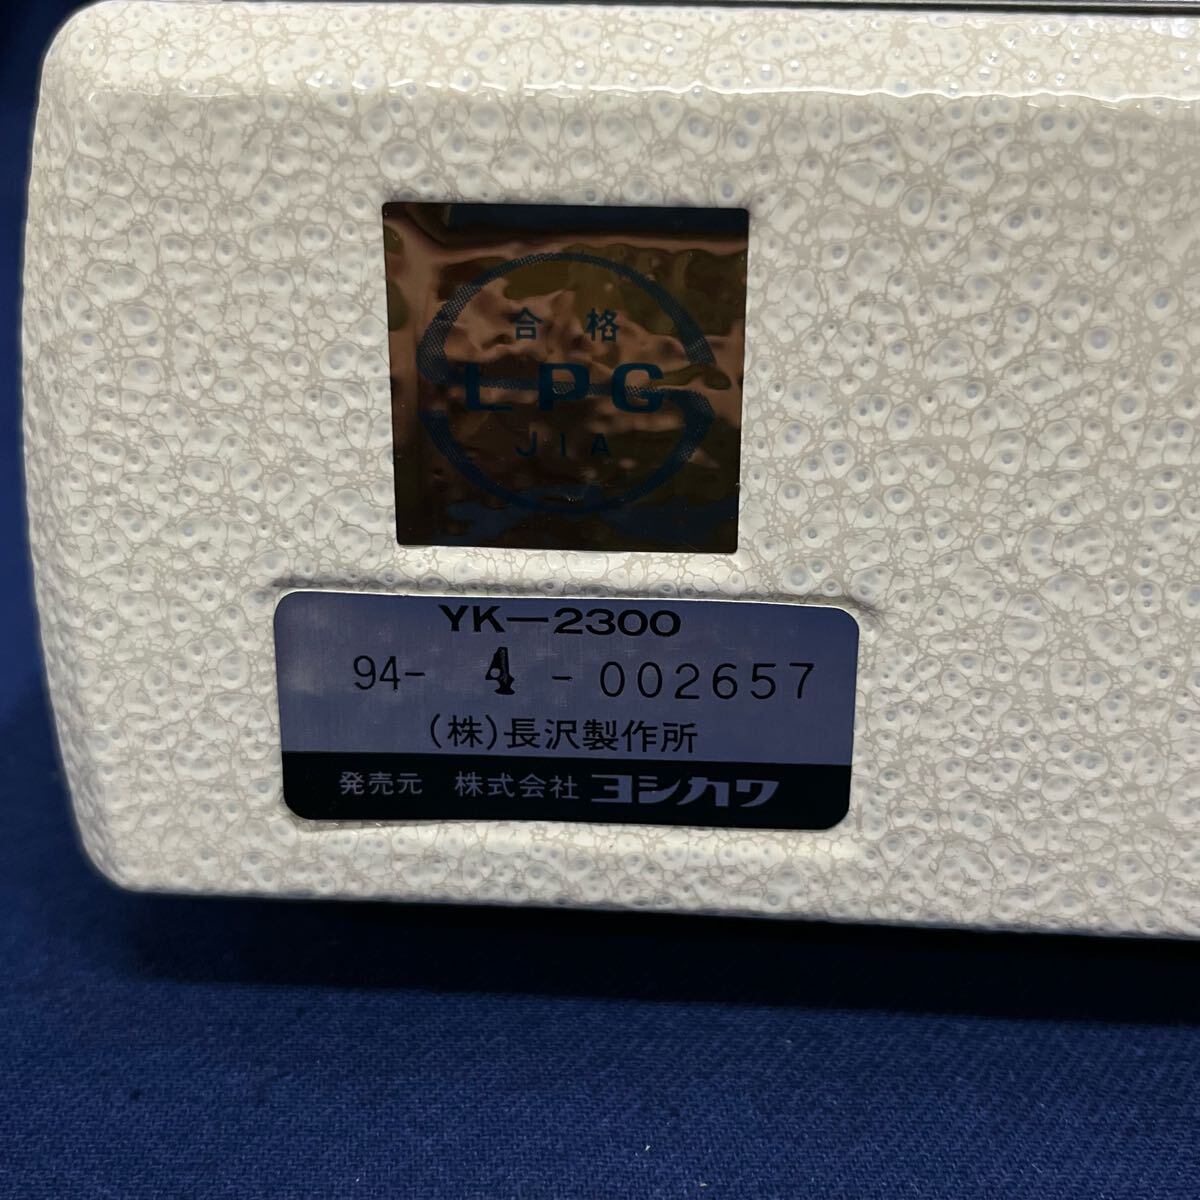 合格
LPG
JIA
YK-2300
94- 4 -002657
(株)長沢製作所
発売元 株式会社 ヨシカワ